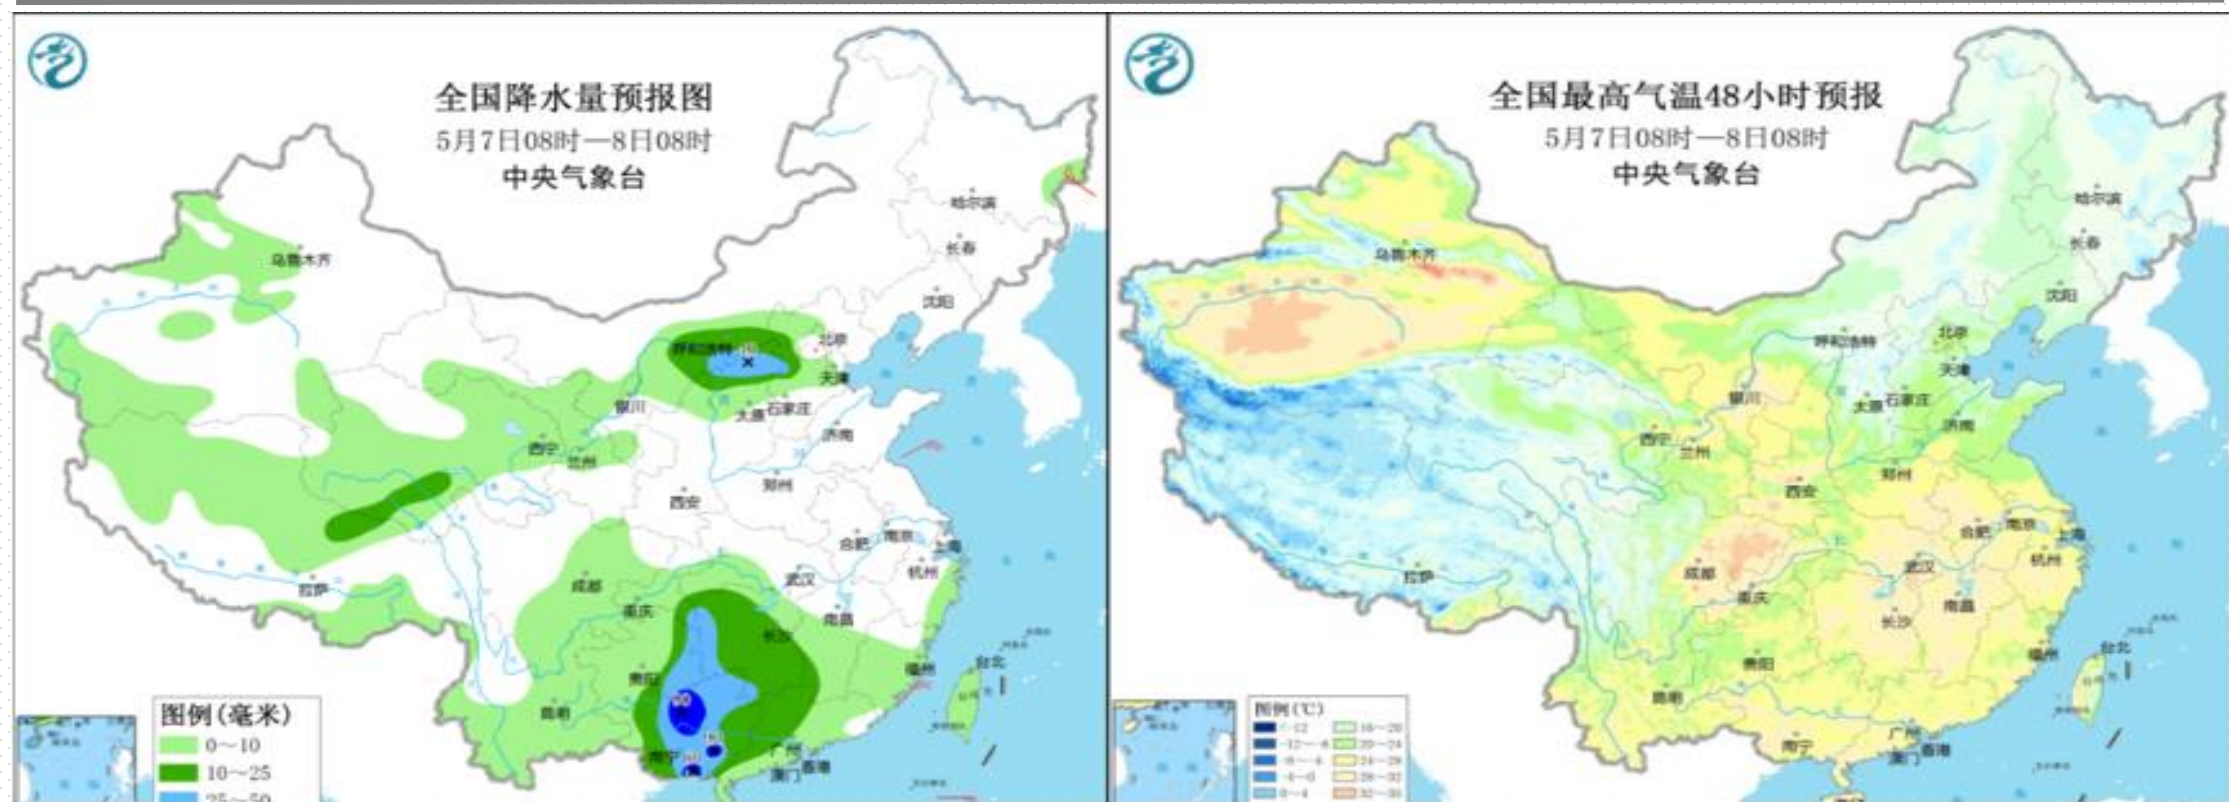 全国降水量预报图
5月7日08时—8日08时
中央气象台
哈尔滨
长春
乌鲁木齐
沈阳
呼和浩特
北京
天津
银川
太原
石家庄
济南
西宁
兰州
西安
郑州
合肥
南京
上海
杭州
拉萨
成都
武汉
重庆
南昌
长沙
贵阳
福州
台北
昆明
南宁
广州
澳门
香港
图例(毫米)
0～10
10～25
25～50
全国最高气温48小时预报
5月7日08时—8日08时
中央气象台
哈尔滨
长春
乌鲁木齐
沈阳
呼和浩特
北京
天津
银川
太原
石家庄
济南
西宁
兰州
西安
郑州
合肥
南京
上海
杭州
拉萨
成都
武汉
重庆
南昌
长沙
贵阳
福州
台北
昆明
南宁
广州
澳门
香港
图例(℃)
20～24
24～28
28～32
0～4